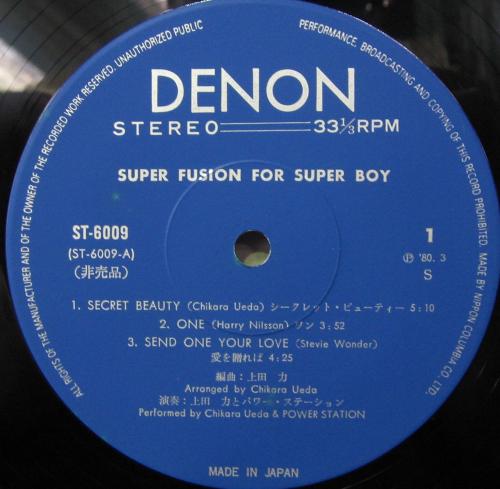 ALL RIGHTS OF THE MANUFACTURER AND OF THE OWNER OF THE RECORDED WORK RESERVED. UNAUTHORIZED PUBLIC
PERFORMANCE, BROADCASTING AND COPYING OF THIS RECORD PROHIBITED. MADE BY NIPPON COLUMBIA CO., LTD.
DENON
STEREO 33⅓RPM
SUPER FUSION FOR SUPER BOY
ST-6009 1
(ST-6009-A) Ⓟ '80. 3
(非売品) S
1. SECRET BEAUTY (Chikara Ueda) シークレット・ビューティー 5:10
2. ONE (Harry Nilsson) ワン 3:52
3. SEND ONE YOUR LOVE (Stevie Wonder)
愛を贈れば 4:25
編曲:上田 力
Arranged by Chikara Ueda
演奏:上田 力とパワー・ステーション
Performed by Chikara Ueda & POWER STATION
MADE IN JAPAN